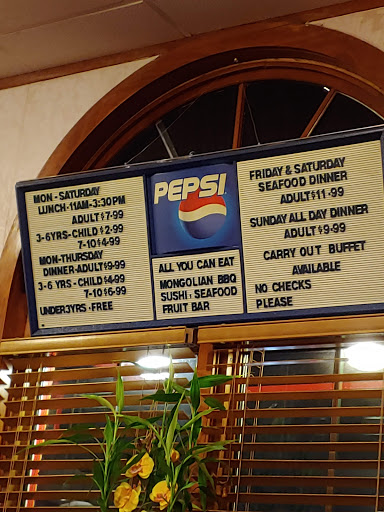 MON - SATURDAY
LUNCH-11AM-3:30PM
ADULT$7.99
3-6YRS-CHILD$2.99
7-10$4.99
MON-THURSDAY
DINNER-ADULT$9.99
3-6 YRS - CHILD$4.99
7-10$6.99
UNDER3YRS:FREE
PEPSI
ALL YOU CAN EAT
MONGOLIAN BBQ
SUSHI: SEAFOOD
FRUIT BAR
FRIDAY & SATURDAY
SEAFOOD DINNER
ADULT$11.99
SUNDAY ALL DAY DINNER
ADULT$9.99
CARRY OUT BUFFET
AVAILABLE
NO CHECKS
PLEASE